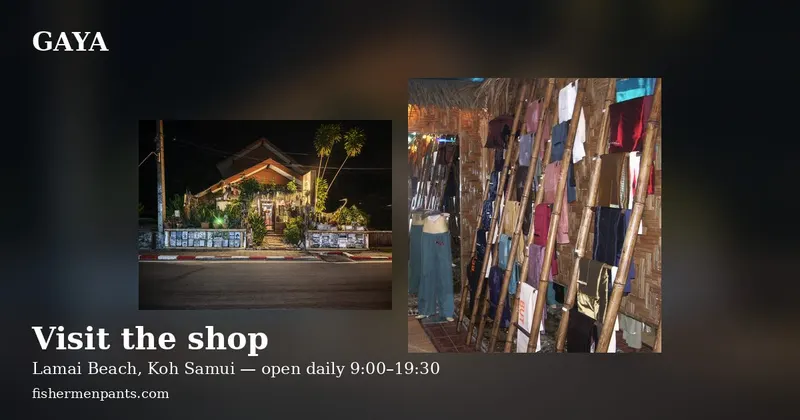 GAYA
Visit the shop
Lamai Beach, Koh Samui — open daily 9:00–19:30
fishermenpants.com